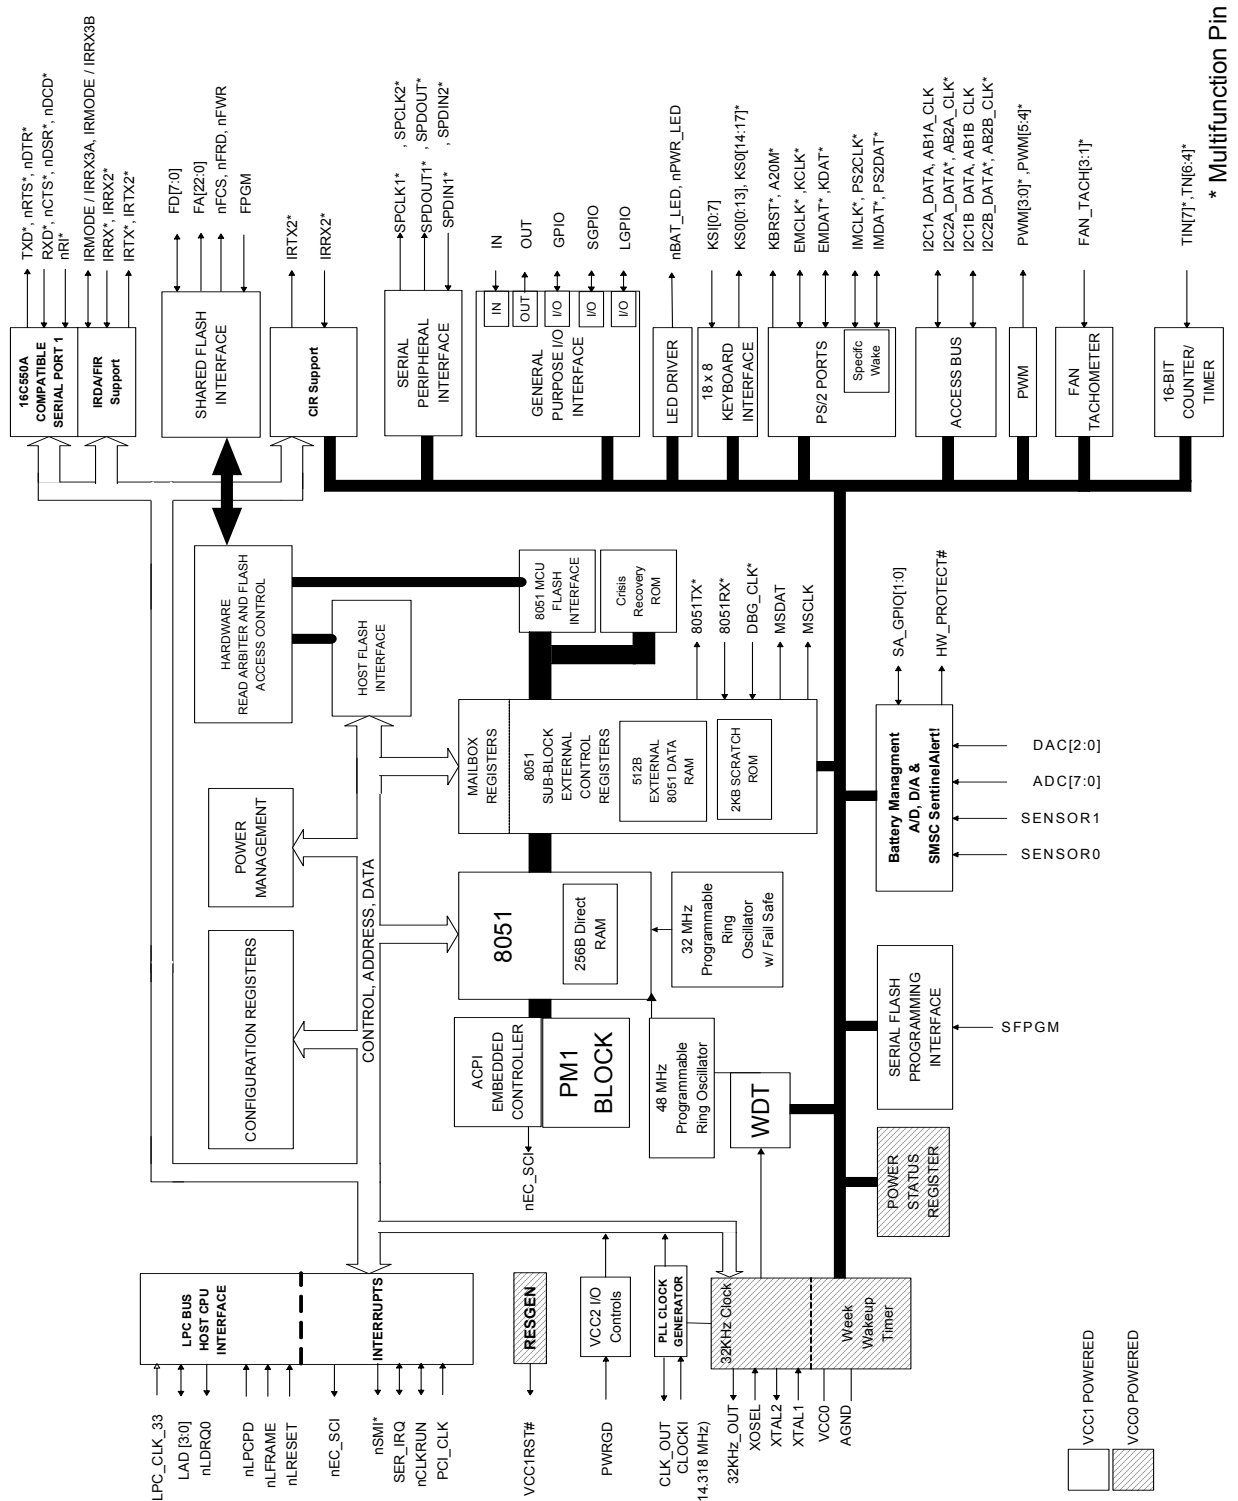 TXD*, nRTS*, nDTR*
RXD*, nCTS*, nDSR*, nDCD*
nRI*
IRMODE / IRRX3A, IRMODE / IRRX3B
IRRX*, IRRX2*
IRTX*, IRTX2*
16C550A
COMPATIBLE
SERIAL PORT 1
IRDA/FIR
Support
FD[7:0]
FA[22:0]
nFCS, nFRD, nFWR
FPGM
SHARED FLASH
INTERFACE
IRTX2*
IRRX2*
CIR Support
SPCLK1* , SPCLK2*
SPDOUT1* , SPDOUT*
SPDIN1* , SPDIN2*
SERIAL
PERIPHERAL
INTERFACE
IN
OUT
GPIO
SGPIO
LGPIO
IN
OUT
I/O
I/O
I/O
GENERAL
PURPOSE I/O
INTERFACE
nBAT_LED, nPWR_LED
LED DRIVER
KSI[0:7]
KS0[0:13], KS0[14:17]*
18 x 8
KEYBOARD
INTERFACE
KBRST*, A20M*
EMCLK* ,KCLK*
EMDAT* ,KDAT*
IMCLK*, PS2CLK*
IMDAT*, PS2DAT*
PS/2 PORTS
Specifc
Wake
I2C1A_DATA, AB1A_CLK
I2C2A_DATA*, AB2A_CLK*
I2C1B_DATA, AB1B_CLK
I2C2B_DATA*, AB2B_CLK*
ACCESS BUS
PWM[3:0]* ,PWM[5:4]*
PWM
FAN_TACH[3:1]*
FAN
TACHOMETER
TIN[7]* ,TN[6:4]*
16-BIT
COUNTER/
TIMER
* Multifunction Pin
HARDWARE
READ ARBITER AND FLASH
ACCESS CONTROL
HOST FLASH
INTERFACE
8051 MCU
FLASH
INTERFACE
Crisis
Recovery
ROM
8051TX*
8051RX*
DBG_CLK*
MSDAT
MSCLK
SA_GPIO[1:0]
HW_PROTECT#
MAILBOX
REGISTERS
8051
SUB-BLOCK
EXTERNAL
CONTROL
REGISTERS
512B
EXTERNAL
8051 DATA
RAM
2KB SCRATCH
ROM
Battery Managment
A/D, D/A &
SMSC SentinelAlert!
DAC[2:0]
ADC[7:0]
SENSOR1
SENSOR0
POWER
MANAGEMENT
CONTROL, ADDRESS, DATA
CONFIGURATION REGISTERS
8051
256B Direct
RAM
32 MHz
Programmable
Ring
Oscillator
w/ Fail Safe
ACPI
EMBEDDED
CONTROLLER
PM1
BLOCK
nEC_SCI
48 MHz
Programmable
Ring Oscillator
WDT
SERIAL FLASH
PROGRAMMING
INTERFACE
SFPGM
POWER
STATUS
REGISTER
LPC BUS
HOST CPU
INTERFACE
INTERRUPTS
RESGEN
VCC2 I/O
Controls
PLL CLOCK
GENERATOR
32KHz Clock
Week
Wakeup
Timer
LPC_CLK_33
LAD [3:0]
nLDRQ0
nLPCPD
nLFRAME
nLRESET
nEC_SCI
nSMI*
SER_IRQ
nCLKRUN
PCI_CLK
VCC1RST#
PWRGD
CLK_OUT
CLOCKI
14.318 MHz)
32KHz_OUT
XOSEL
XTAL2
XTAL1
VCC0
AGND
VCC1 POWERED
VCC0 POWERED